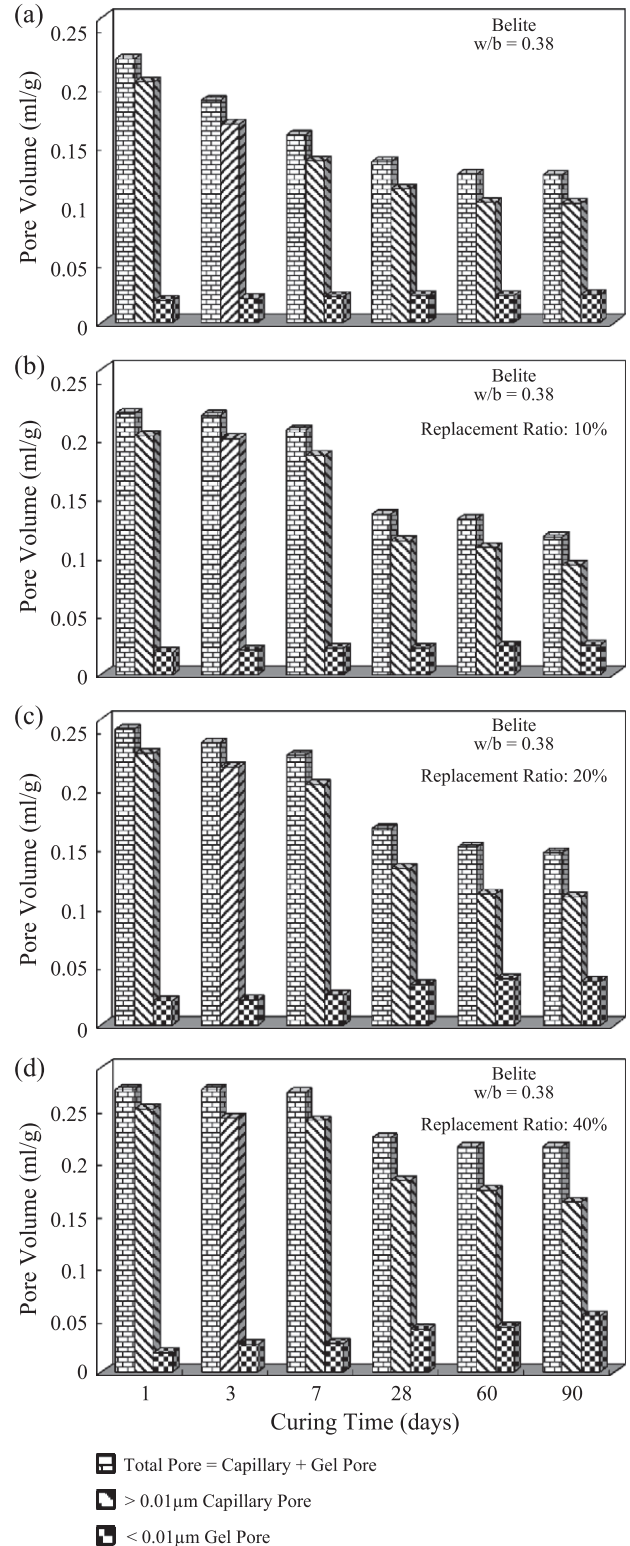 (a)
Belite
w/b = 0.38
0.25
0.2
0.15
0.1
0.05
0
Pore Volume (ml/g)
(b)
Belite
w/b = 0.38
Replacement Ratio: 10%
0.25
0.2
0.15
0.1
0.05
0
Pore Volume (ml/g)
(c)
Belite
w/b = 0.38
Replacement Ratio: 20%
0.25
0.2
0.15
0.1
0.05
0
Pore Volume (ml/g)
(d)
Belite
w/b = 0.38
Replacement Ratio: 40%
0.25
0.2
0.15
0.1
0.05
0
Pore Volume (ml/g)
1 3 7 28 60 90
Curing Time (days)
Total Pore = Capillary + Gel Pore
> 0.01µm Capillary Pore
< 0.01µm Gel Pore